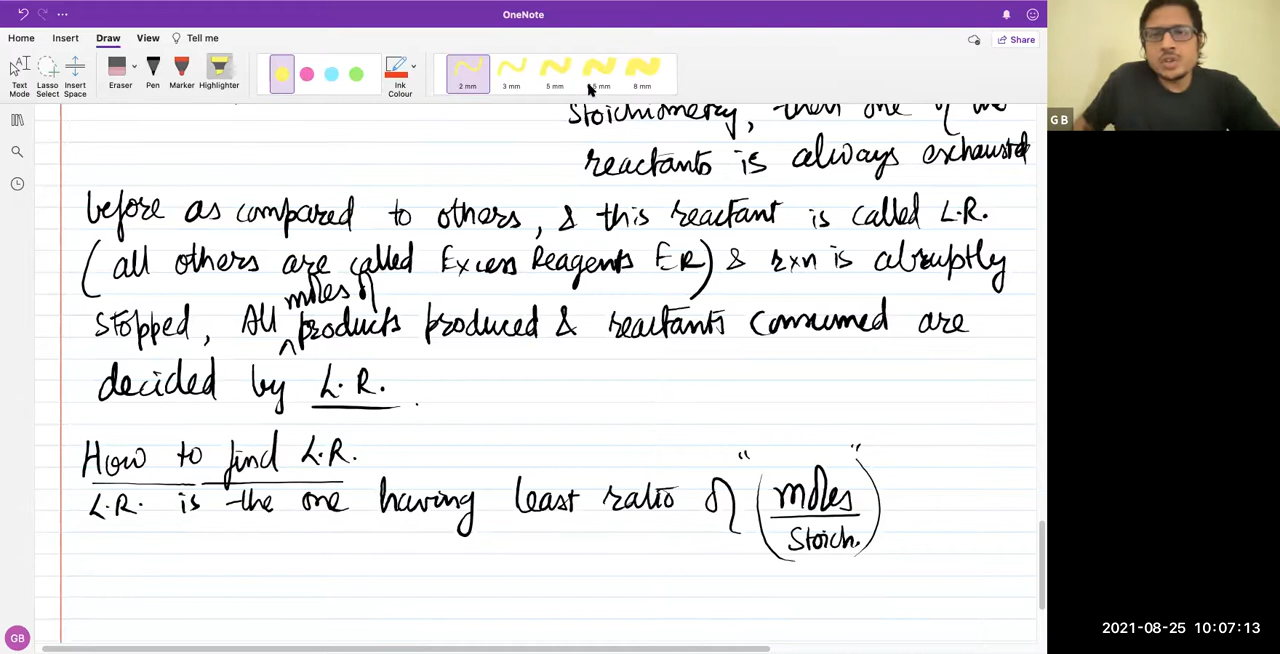 OneNote
Home Insert Draw View Tell me
Share
Text Mode
Lasso Select
Insert Space
Eraser
Pen
Marker
Highlighter
Ink Colour
2 mm 3 mm 5 mm mm 8 mm
G B
stoichiometry, then one of the
reactants is always exhausted
before as compared to others, & this reactant is called L.R.
(all others are called Excess Reagents ER) & rxn is abruptly
moles of
stopped, All ^ products produced & reactants consumed are
decided by L.R.
How to find L.R.
L.R. is the one having least ratio of "(moles
Stoich.)"
GB
2021-08-25 10:07:13